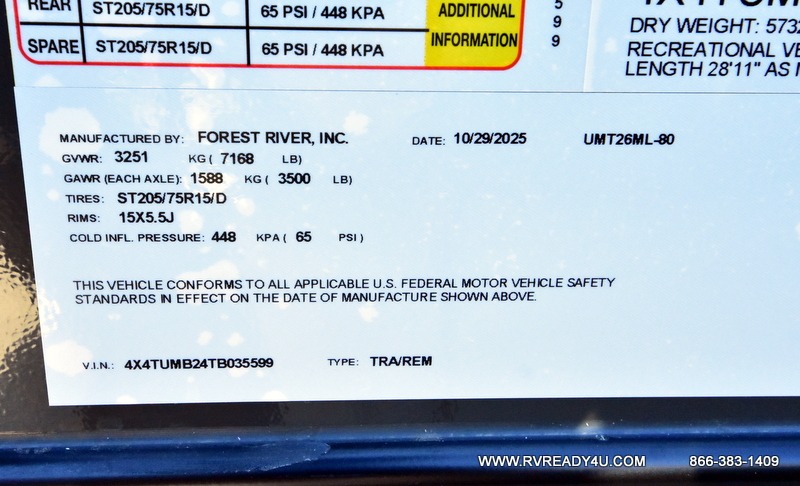 REAR ST205/75R15/D 65 PSI / 448 KPA
SPARE ST205/75R15/D 65 PSI / 448 KPA
ADDITIONAL
INFORMATION
5
9
9
DRY WEIGHT: 573
RECREATIONAL VE
LENGTH 28'11" AS
MANUFACTURED BY: FOREST RIVER, INC. DATE: 10/29/2025 UMT26ML-80
GVWR: 3251 KG ( 7168 LB)
GAWR (EACH AXLE): 1588 KG ( 3500 LB)
TIRES: ST205/75R15/D
RIMS: 15X5.5J
COLD INFL. PRESSURE: 448 KPA ( 65 PSI )
THIS VEHICLE CONFORMS TO ALL APPLICABLE U.S. FEDERAL MOTOR VEHICLE SAFETY
STANDARDS IN EFFECT ON THE DATE OF MANUFACTURE SHOWN ABOVE.
V.I.N.: 4X4TUMB24TB035599 TYPE: TRA/REM
WWW.RVREADY4U.COM 866-383-1409